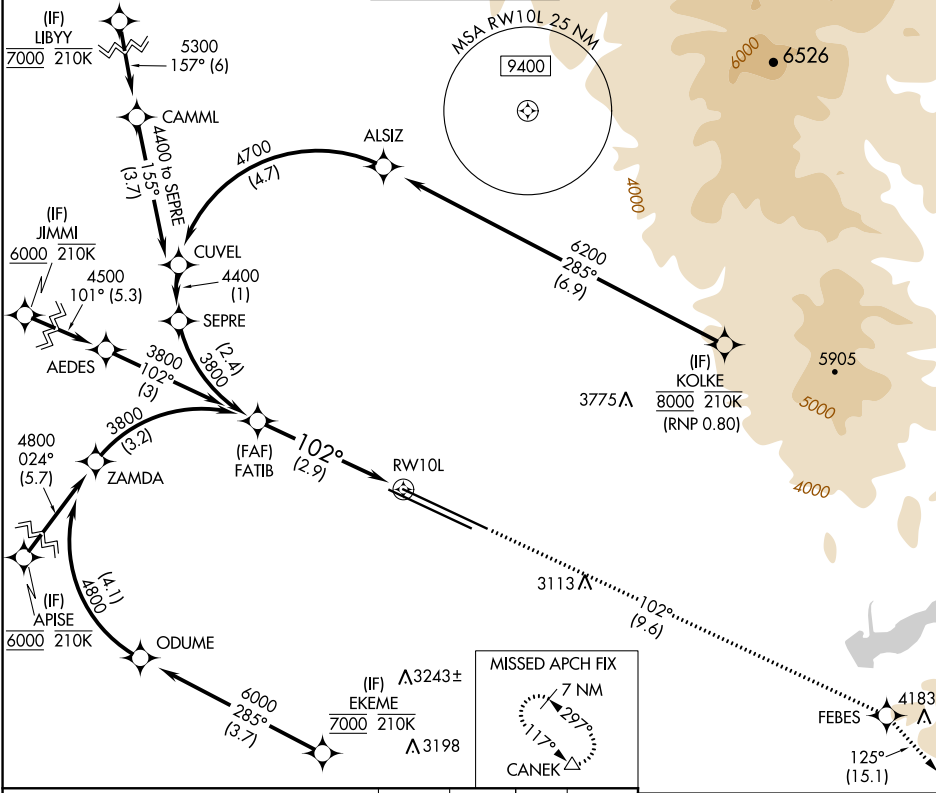 (IF)
LIBYY
7000 210K
5300
157° (6)
CAMML
4400 to SEPRE
155°
(3.7)
MSA RW10L 25 NM
9400
6000
6526
ALSIZ
4700
(4.7)
4000
(IF)
JIMMI
6000 210K
4500
101° (5.3)
CUVEL
4400
(1)
6200
285°
(6.9)
SEPRE
AEDES
3800
102°
(3)
(2.4)
3800
(IF)
KOLKE
8000 210K
(RNP 0.80)
3775
5905
5000
4000
3800
(3.2)
4800
024°
(5.7)
ZAMDA
(FAF)
FATIB
102°
(2.9)
RW10L
(IF)
APISE
6000 210K
(4.1)
4800
3113
102°
(9.6)
ODUME
6000
285°
(3.7)
(IF)
EKEME
7000 210K
3243±
3198
MISSED APCH FIX
7 NM
297°
117°
CANEK
FEBES
4183
125°
(15.1)